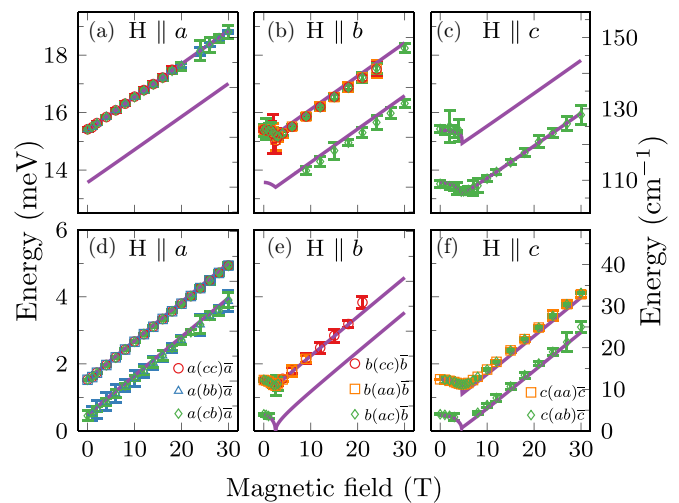 (a) H ∥ a
(b) H ∥ b
(c) H ∥ c
18
16
14
150
130
110
Energy (meV)
Energy (cm⁻¹)
(d) H ∥ a
(e) H ∥ b
(f) H ∥ c
6
4
2
0
40
30
20
10
0
a(cc)a̅
a(bb)a̅
a(cb)a̅
b(cc)b̅
b(aa)b̅
b(ac)b̅
c(aa)c̅
c(ab)c̅
0 10 20 30
0 10 20 30
0 10 20 30
Magnetic field (T)